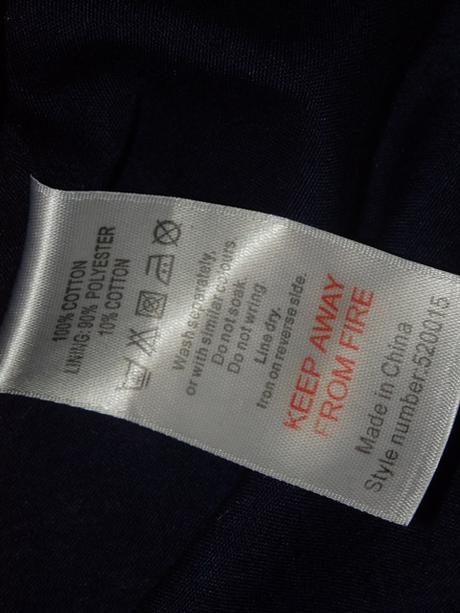 100% COTTON
LINING:90% POLYESTER
10% COTTON
Wash separately,
or with similar colours
Do not soak
Do not wring
Line dry.
Iron on reverse side.
KEEP AWAY
FROM FIRE
Made in China
Style number:520015